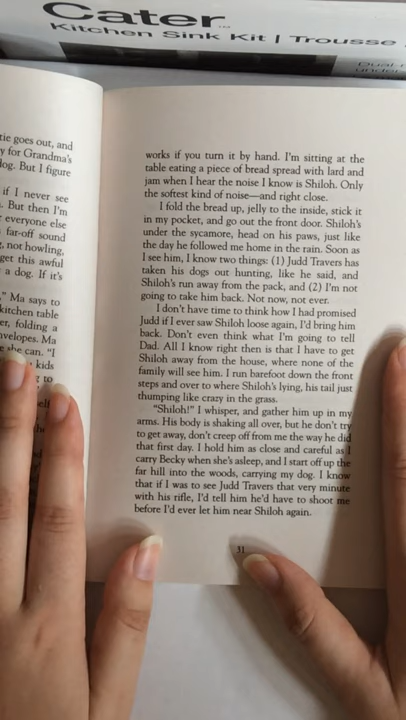 Cater
Kitchen Sink Kit | Trousse
tie goes out, and
y for Grandma's
log. But I figure
if I never see
. But then I'm
everyone else
far-off sound
, not howling,
get this awful
a dog. If it's
," Ma says to
kitchen table
er, folding a
nvelopes. Ma
she can. "I
kids
to
works if you turn it by hand. I'm sitting at the
table eating a piece of bread spread with lard and
jam when I hear the noise I know is Shiloh. Only
the softest kind of noise—and right close.
I fold the bread up, jelly to the inside, stick it
in my pocket, and go out the front door. Shiloh's
under the sycamore, head on his paws, just like
the day he followed me home in the rain. Soon as
I see him, I know two things: (1) Judd Travers has
taken his dogs out hunting, like he said, and
Shiloh's run away from the pack, and (2) I'm not
going to take him back. Not now, not ever.
I don't have time to think how I had promised
Judd if I ever saw Shiloh loose again, I'd bring him
back. Don't even think what I'm going to tell
Dad. All I know right then is that I have to get
Shiloh away from the house, where none of the
family will see him. I run barefoot down the front
steps and over to where Shiloh's lying, his tail just
thumping like crazy in the grass.
"Shiloh!" I whisper, and gather him up in my
arms. His body is shaking all over, but he don't try
to get away, don't creep off from me the way he did
that first day. I hold him as close and careful as I
carry Becky when she's asleep, and I start off up the
far hill into the woods, carrying my dog. I know
that if I was to see Judd Travers that very minute
with his rifle, I'd tell him he'd have to shoot me
before I'd ever let him near Shiloh again.
31